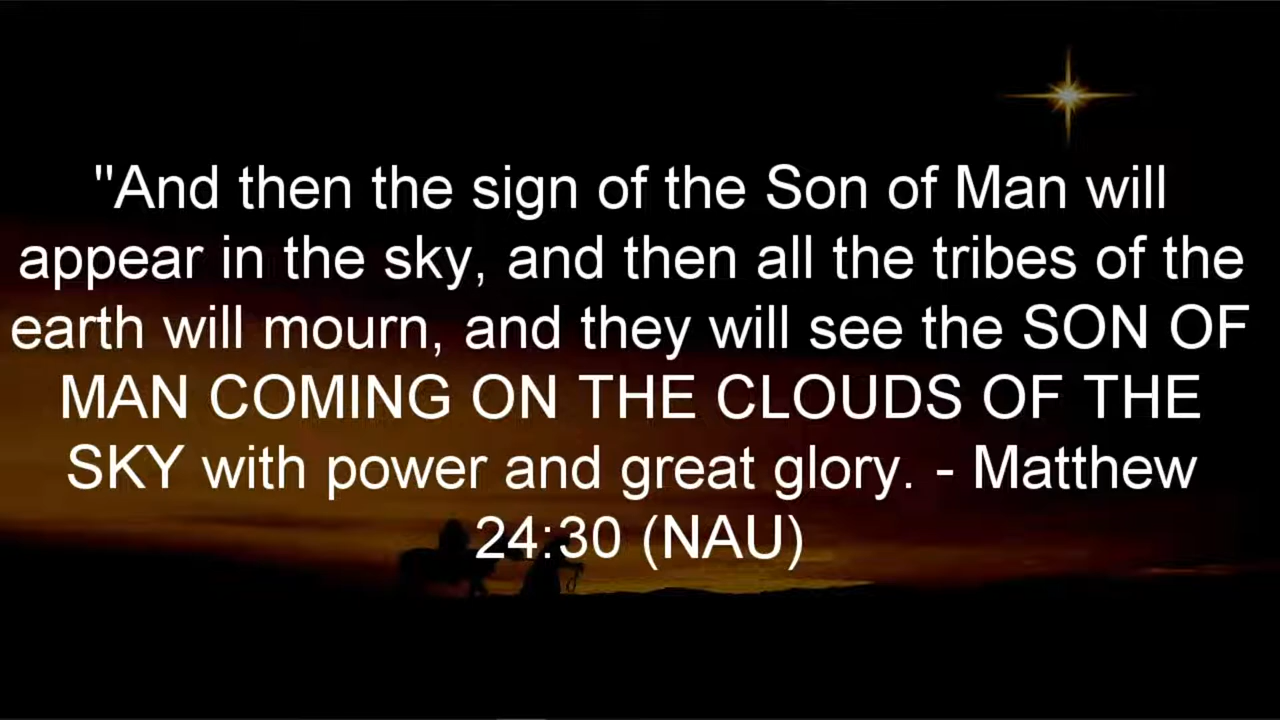 "And then the sign of the Son of Man will
appear in the sky, and then all the tribes of the
earth will mourn, and they will see the SON OF
MAN COMING ON THE CLOUDS OF THE
SKY with power and great glory. - Matthew
24:30 (NAU)